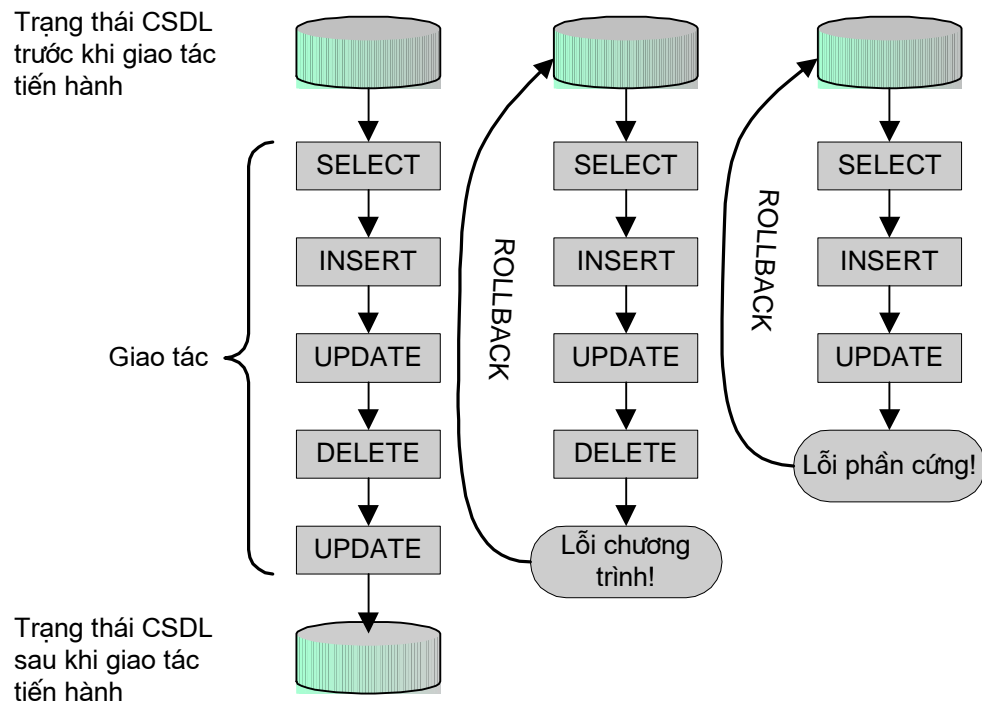 Trạng thái CSDL
trước khi giao tác
tiến hành
Giao tác
SELECT
INSERT
UPDATE
DELETE
UPDATE
Trạng thái CSDL
sau khi giao tác
tiến hành
ROLLBACK
SELECT
INSERT
UPDATE
DELETE
Lỗi chương
trình!
ROLLBACK
SELECT
INSERT
UPDATE
Lỗi phần cứng!